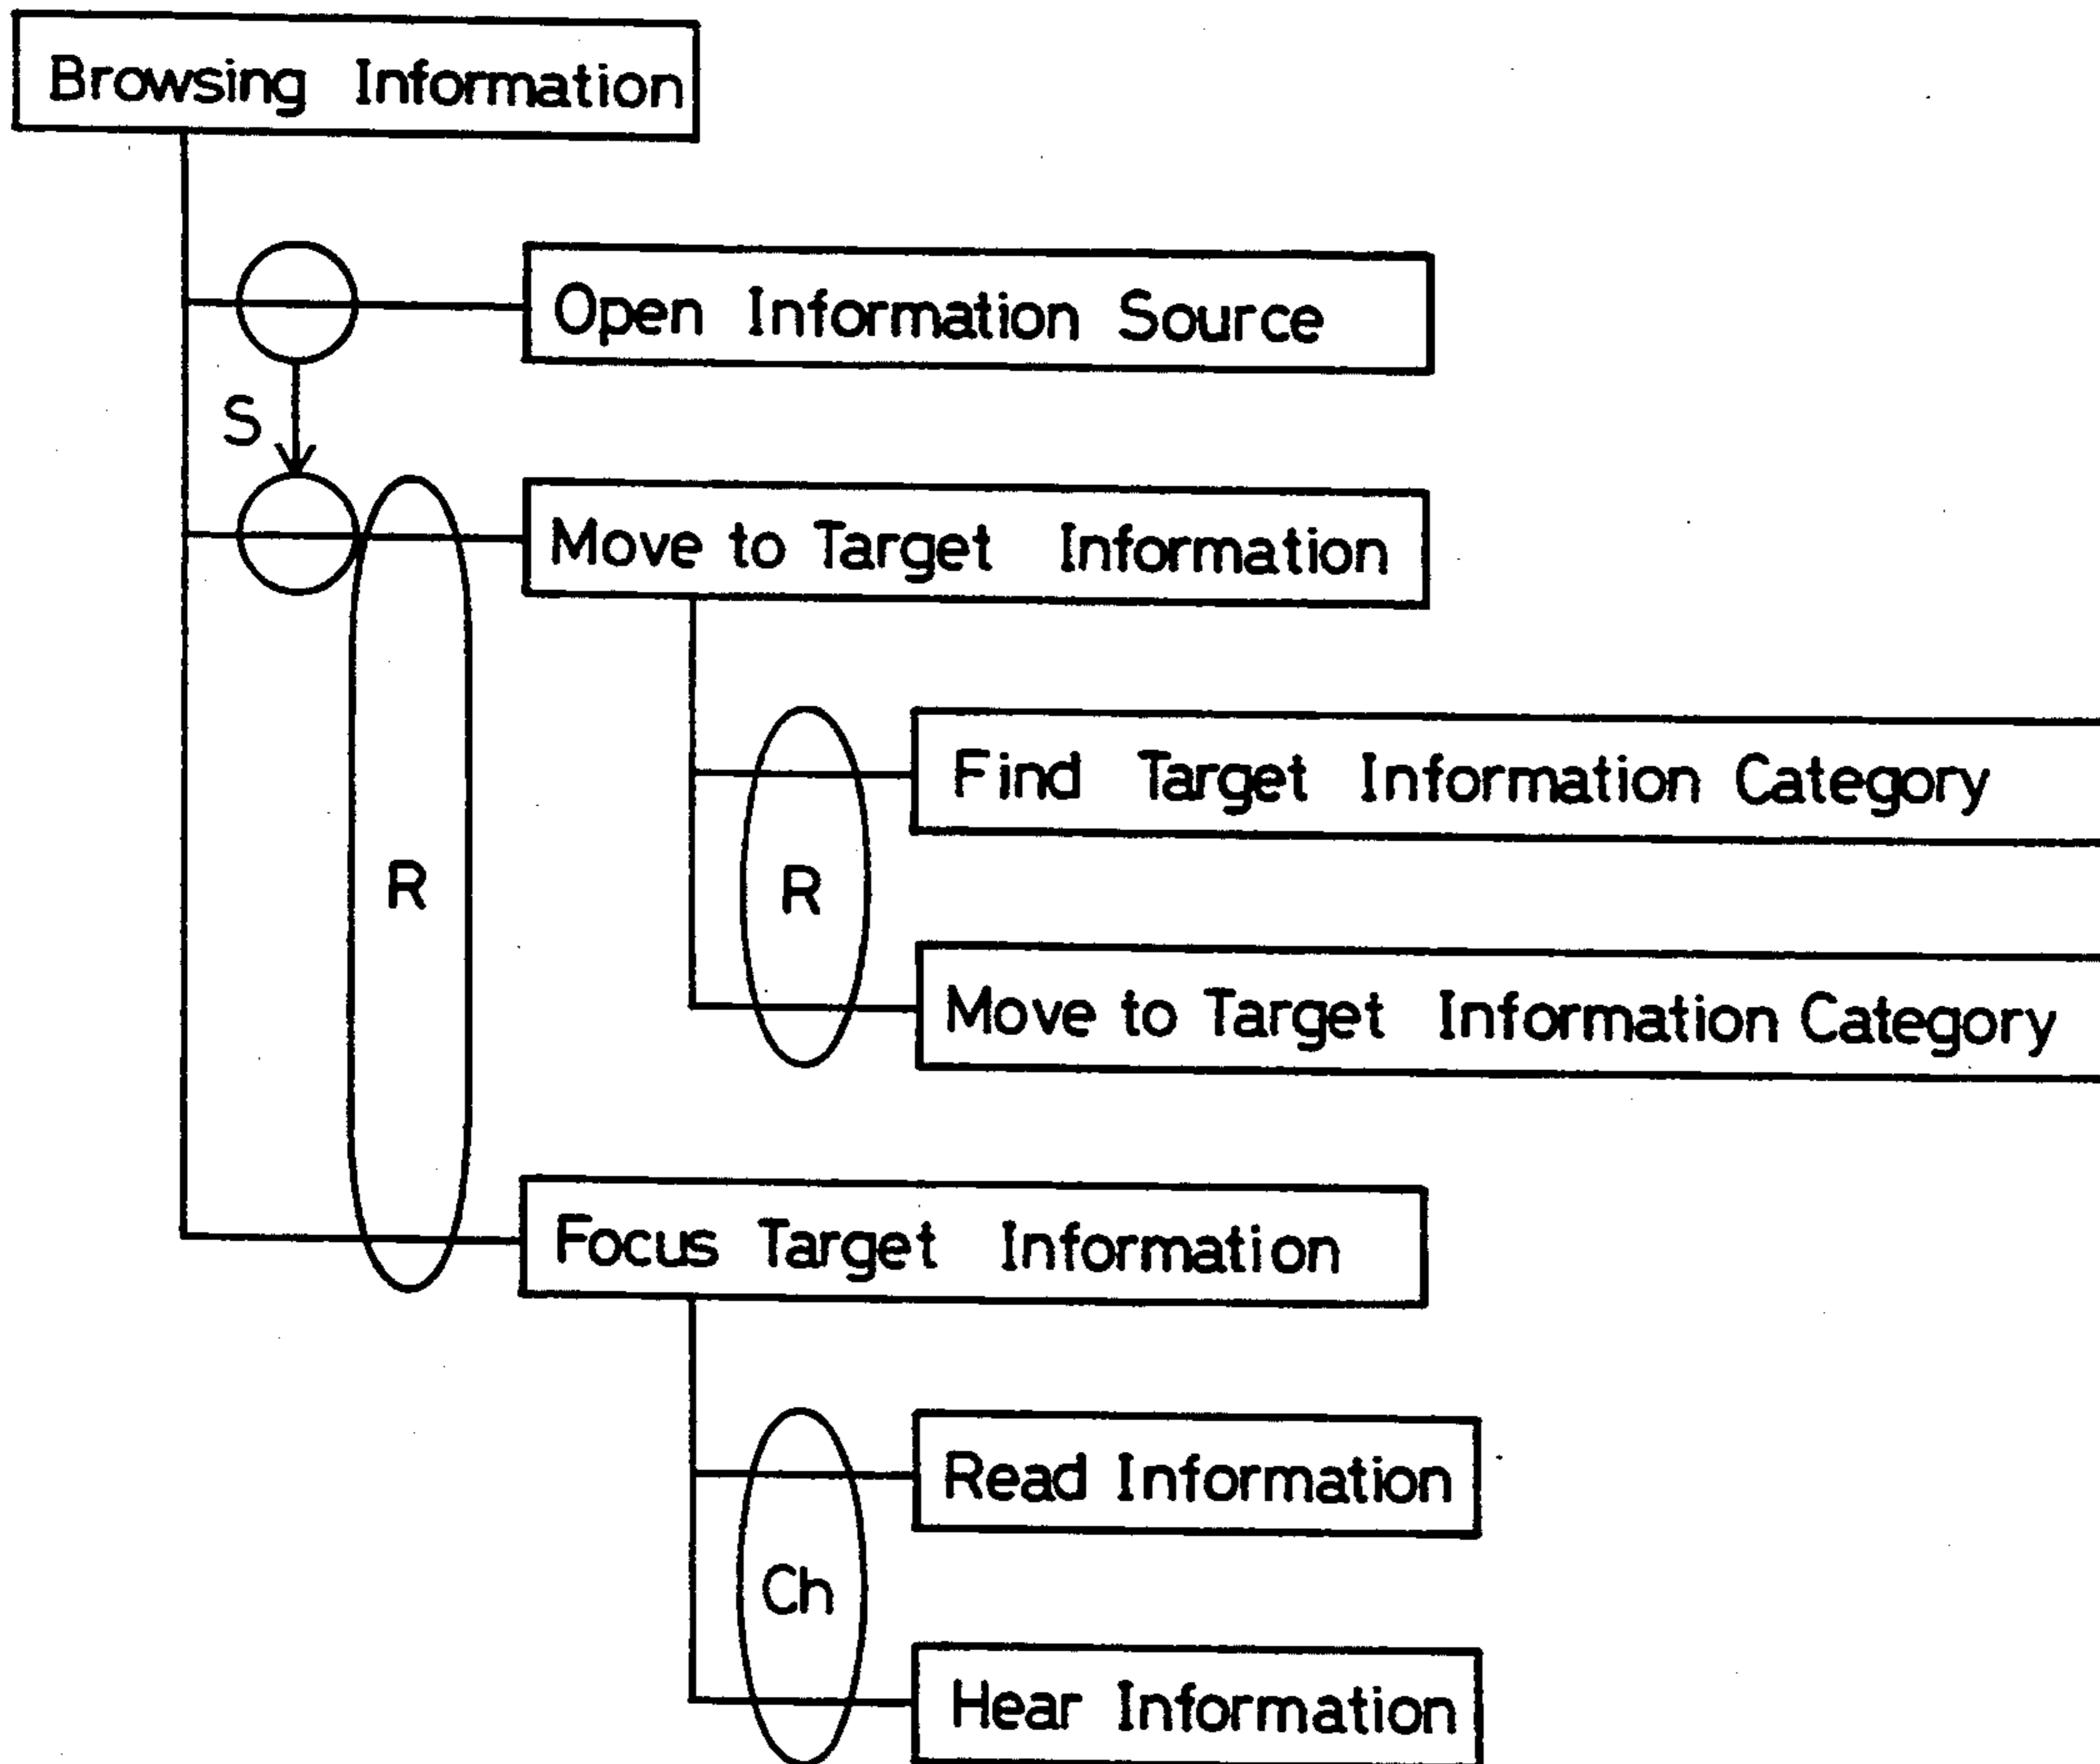 Browsing Information
Open Information Source
S
Move to Target Information
Find Target Information Category
R
R
Move to Target Information Category
Focus Target Information
Read Information
Ch
Hear Information